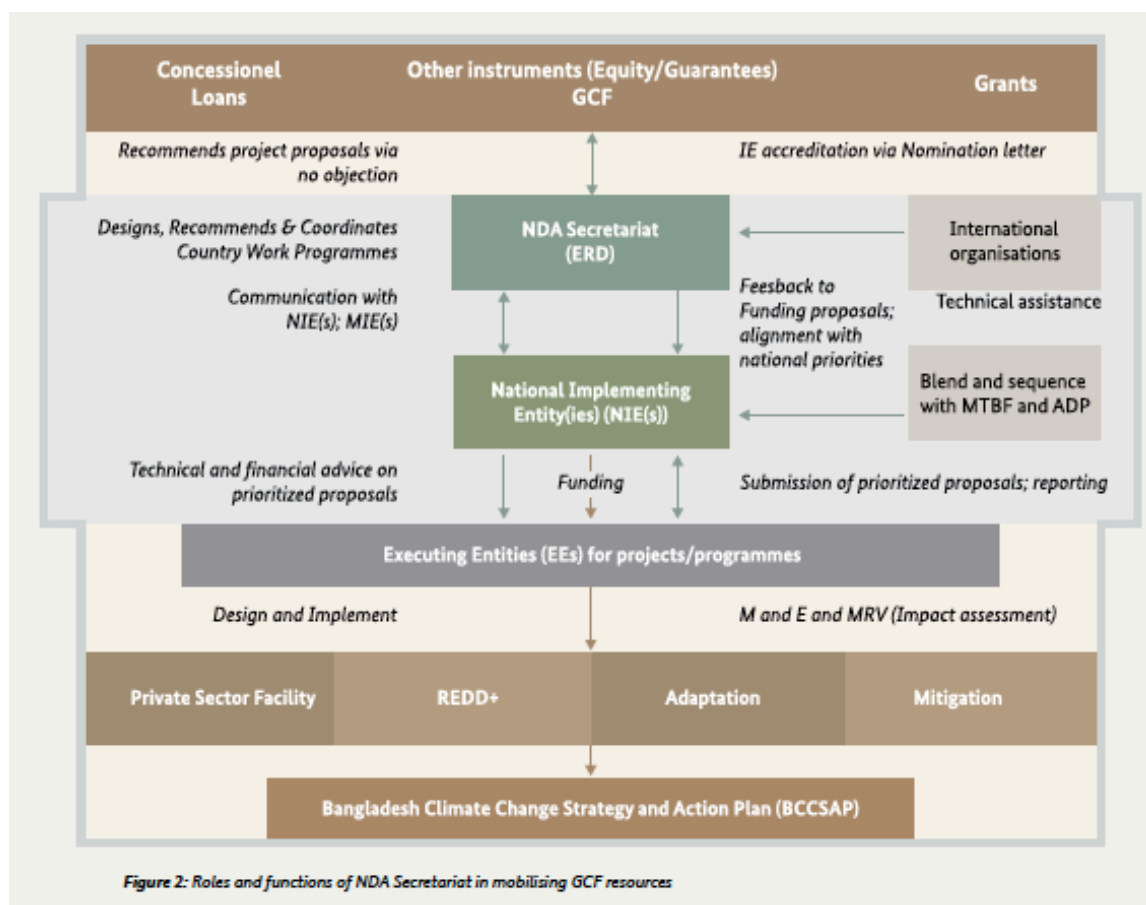 Concessionel
Loans
Other instruments (Equity/Guarantees)
GCF
Grants
Recommends project proposals via
no objection
IE accreditation via Nomination letter
Designs, Recommends & Coordinates
Country Work Programmes
NDA Secretariat
(ERD)
International
organisations
Communication with
NIE(s); MIE(s)
Feesback to
Funding proposals;
alignment with
national priorities
Technical assistance
National Implementing
Entity(ies) (NIE(s))
Blend and sequence
with MTBF and ADP
Technical and financial advice on
prioritized proposals
Funding
Submission of prioritized proposals; reporting
Executing Entities (EEs) for projects/programmes
Design and Implement
M and E and MRV (Impact assessment)
Private Sector Facility
REDD+
Adaptation
Mitigation
Bangladesh Climate Change Strategy and Action Plan (BCCSAP)
Figure 2: Roles and functions of NDA Secretariat in mobilising GCF resources